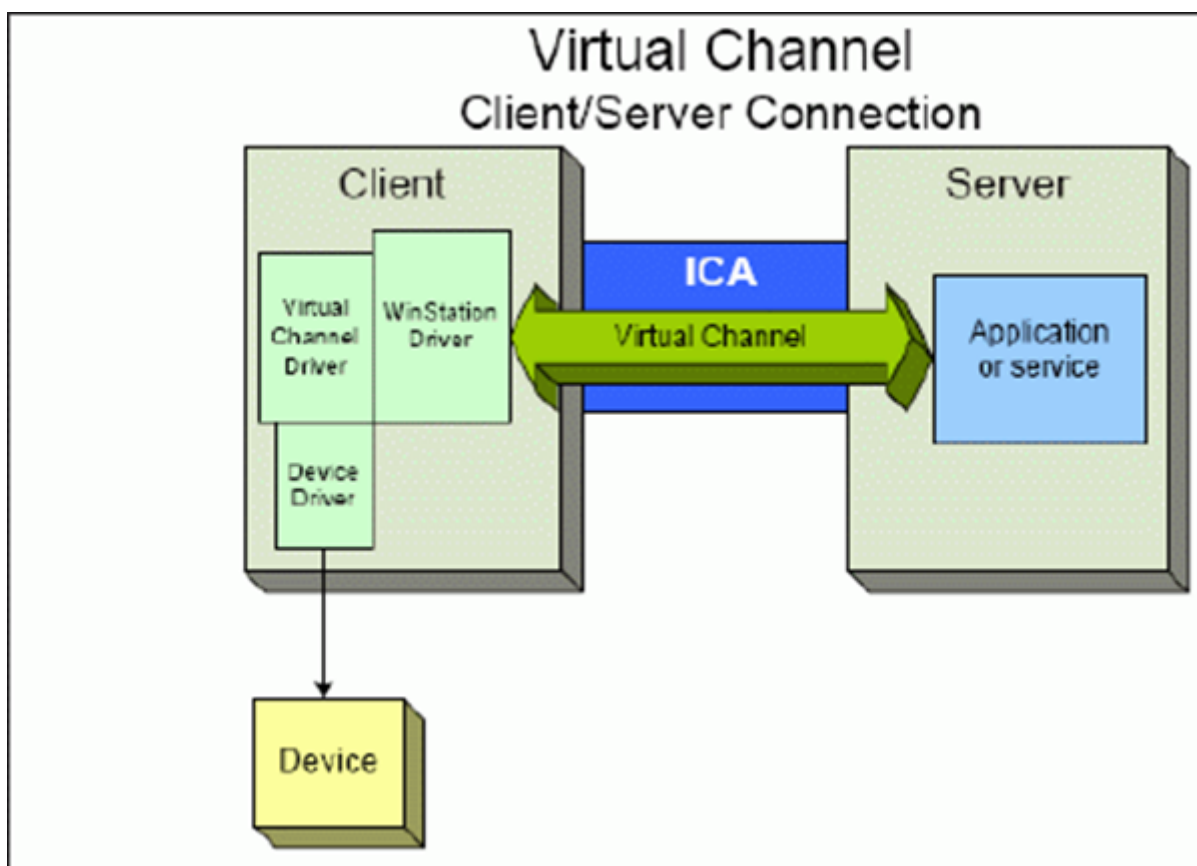 Virtual Channel
Client/Server Connection
Client
Server
Virtual
Channel
Driver
WinStation
Driver
ICA
Virtual Channel
Application
or service
Device
Driver
Device